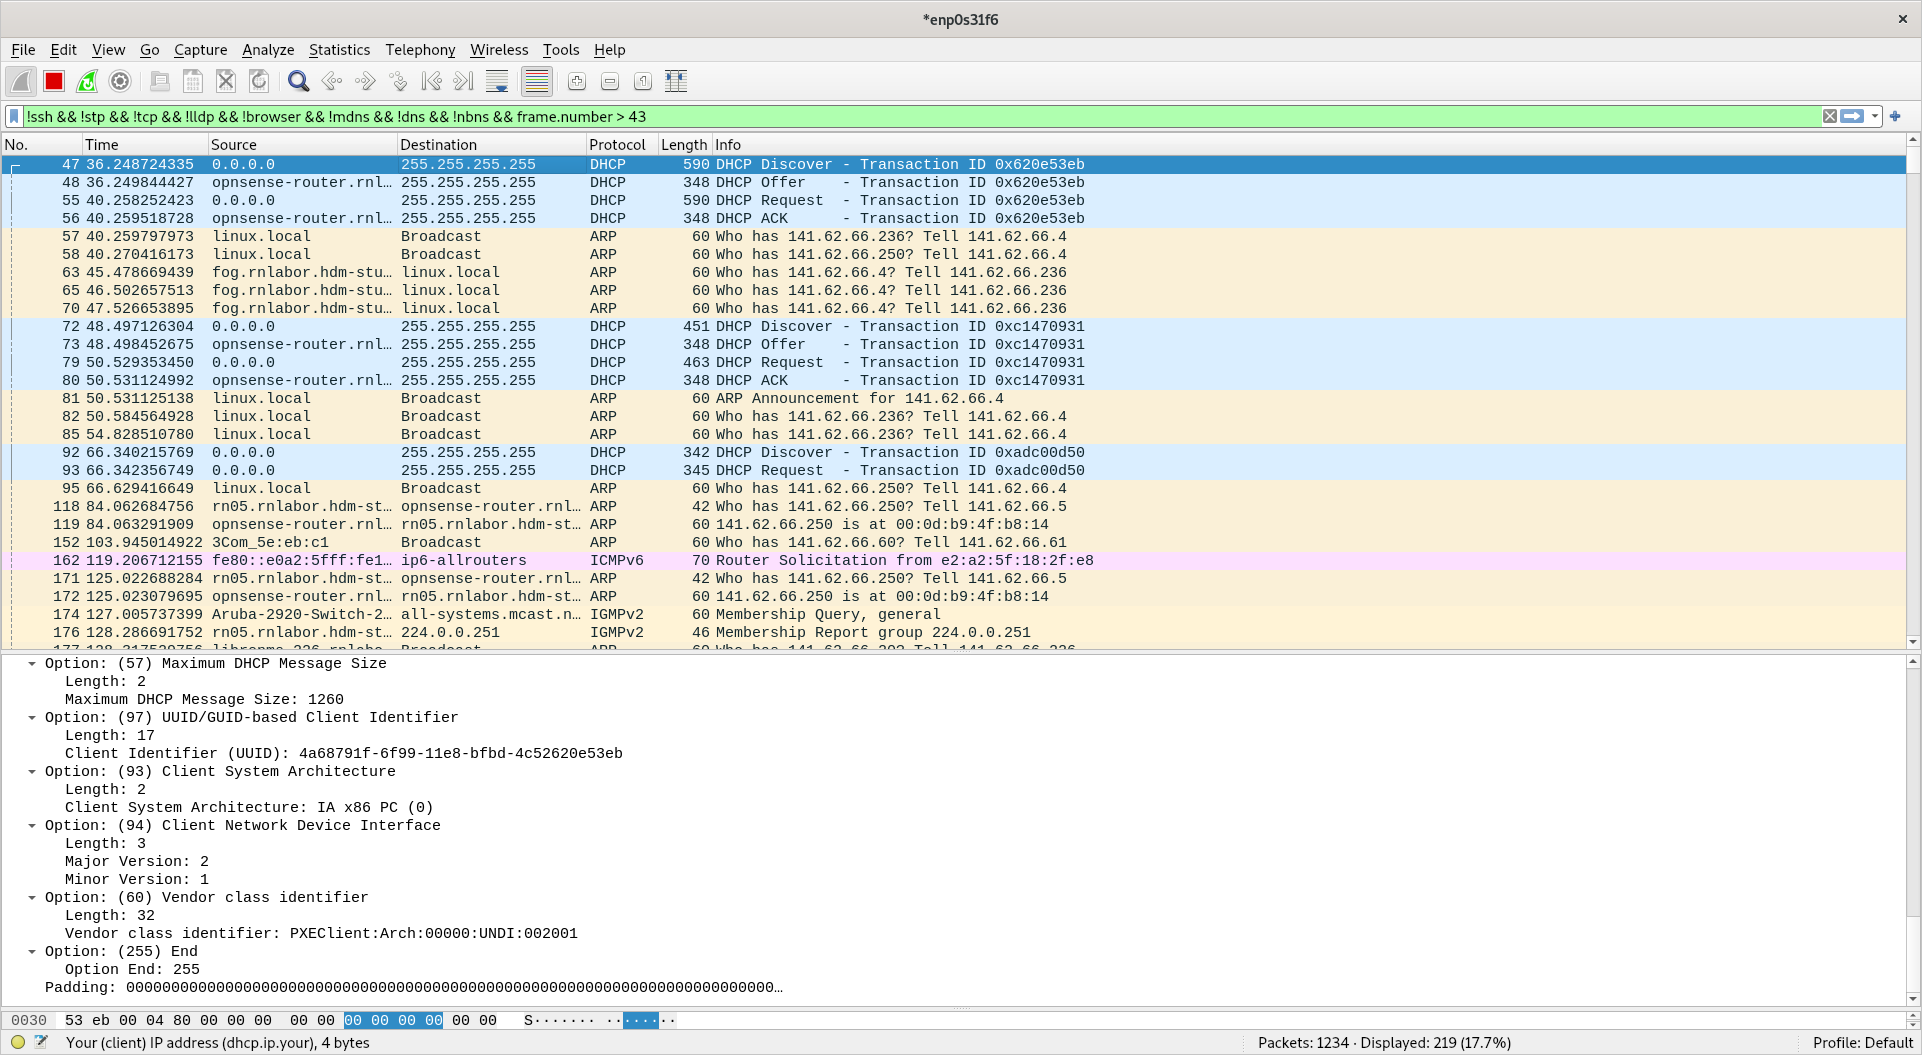 *enp0s31f6
File Edit View Go Capture Analyze Statistics Telephony Wireless Tools Help
!ssh && !stp && !tcp && !lldp && !browser && !mdns && !dns && !nbns && frame.number > 43
No. Time Source Destination Protocol Length Info
47 36.248724335 0.0.0.0 255.255.255.255 DHCP 590 DHCP Discover - Transaction ID 0x620e53eb
48 36.249844427 opnsense-router.rnl… 255.255.255.255 DHCP 348 DHCP Offer - Transaction ID 0x620e53eb
55 40.258252423 0.0.0.0 255.255.255.255 DHCP 590 DHCP Request - Transaction ID 0x620e53eb
56 40.259518728 opnsense-router.rnl… 255.255.255.255 DHCP 348 DHCP ACK - Transaction ID 0x620e53eb
57 40.259797973 linux.local Broadcast ARP 60 Who has 141.62.66.236? Tell 141.62.66.4
58 40.270416173 linux.local Broadcast ARP 60 Who has 141.62.66.250? Tell 141.62.66.4
63 45.478669439 fog.rnlabor.hdm-stu… linux.local ARP 60 Who has 141.62.66.4? Tell 141.62.66.236
65 46.502657513 fog.rnlabor.hdm-stu… linux.local ARP 60 Who has 141.62.66.4? Tell 141.62.66.236
70 47.526653895 fog.rnlabor.hdm-stu… linux.local ARP 60 Who has 141.62.66.4? Tell 141.62.66.236
72 48.497126304 0.0.0.0 255.255.255.255 DHCP 451 DHCP Discover - Transaction ID 0xc1470931
73 48.498452675 opnsense-router.rnl… 255.255.255.255 DHCP 348 DHCP Offer - Transaction ID 0xc1470931
79 50.529353450 0.0.0.0 255.255.255.255 DHCP 463 DHCP Request - Transaction ID 0xc1470931
80 50.531124992 opnsense-router.rnl… 255.255.255.255 DHCP 348 DHCP ACK - Transaction ID 0xc1470931
81 50.531125138 linux.local Broadcast ARP 60 ARP Announcement for 141.62.66.4
82 50.584564928 linux.local Broadcast ARP 60 Who has 141.62.66.236? Tell 141.62.66.4
85 54.828510780 linux.local Broadcast ARP 60 Who has 141.62.66.236? Tell 141.62.66.4
92 66.340215769 0.0.0.0 255.255.255.255 DHCP 342 DHCP Discover - Transaction ID 0xadc00d50
93 66.342356749 0.0.0.0 255.255.255.255 DHCP 345 DHCP Request - Transaction ID 0xadc00d50
95 66.629416649 linux.local Broadcast ARP 60 Who has 141.62.66.250? Tell 141.62.66.4
118 84.062684756 rn05.rnlabor.hdm-st… opnsense-router.rnl… ARP 42 Who has 141.62.66.250? Tell 141.62.66.5
119 84.063291909 opnsense-router.rnl… rn05.rnlabor.hdm-st… ARP 60 141.62.66.250 is at 00:0d:b9:4f:b8:14
152 103.945014922 3Com_5e:eb:c1 Broadcast ARP 60 Who has 141.62.66.60? Tell 141.62.66.61
162 119.206712155 fe80::e0a2:5fff:fe1… ip6-allrouters ICMPv6 70 Router Solicitation from e2:a2:5f:18:2f:e8
171 125.022688284 rn05.rnlabor.hdm-st… opnsense-router.rnl… ARP 42 Who has 141.62.66.250? Tell 141.62.66.5
172 125.023079695 opnsense-router.rnl… rn05.rnlabor.hdm-st… ARP 60 141.62.66.250 is at 00:0d:b9:4f:b8:14
174 127.005737399 Aruba-2920-Switch-2… all-systems.mcast.n… IGMPv2 60 Membership Query, general
176 128.286691752 rn05.rnlabor.hdm-st… 224.0.0.251 IGMPv2 46 Membership Report group 224.0.0.251
Option: (57) Maximum DHCP Message Size
Length: 2
Maximum DHCP Message Size: 1260
Option: (97) UUID/GUID-based Client Identifier
Length: 17
Client Identifier (UUID): 4a68791f-6f99-11e8-bfbd-4c52620e53eb
Option: (93) Client System Architecture
Length: 2
Client System Architecture: IA x86 PC (0)
Option: (94) Client Network Device Interface
Length: 3
Major Version: 2
Minor Version: 1
Option: (60) Vendor class identifier
Length: 32
Vendor class identifier: PXEClient:Arch:00000:UNDI:002001
Option: (255) End
Option End: 255
Padding: 000000000000000000000000000000000000000000000000000000000000000000000000…
0030 53 eb 00 04 80 00 00 00 00 00 00 00 00 00 00 00 S······· ········
Your (client) IP address (dhcp.ip.your), 4 bytes Packets: 1234 · Displayed: 219 (17.7%) Profile: Default